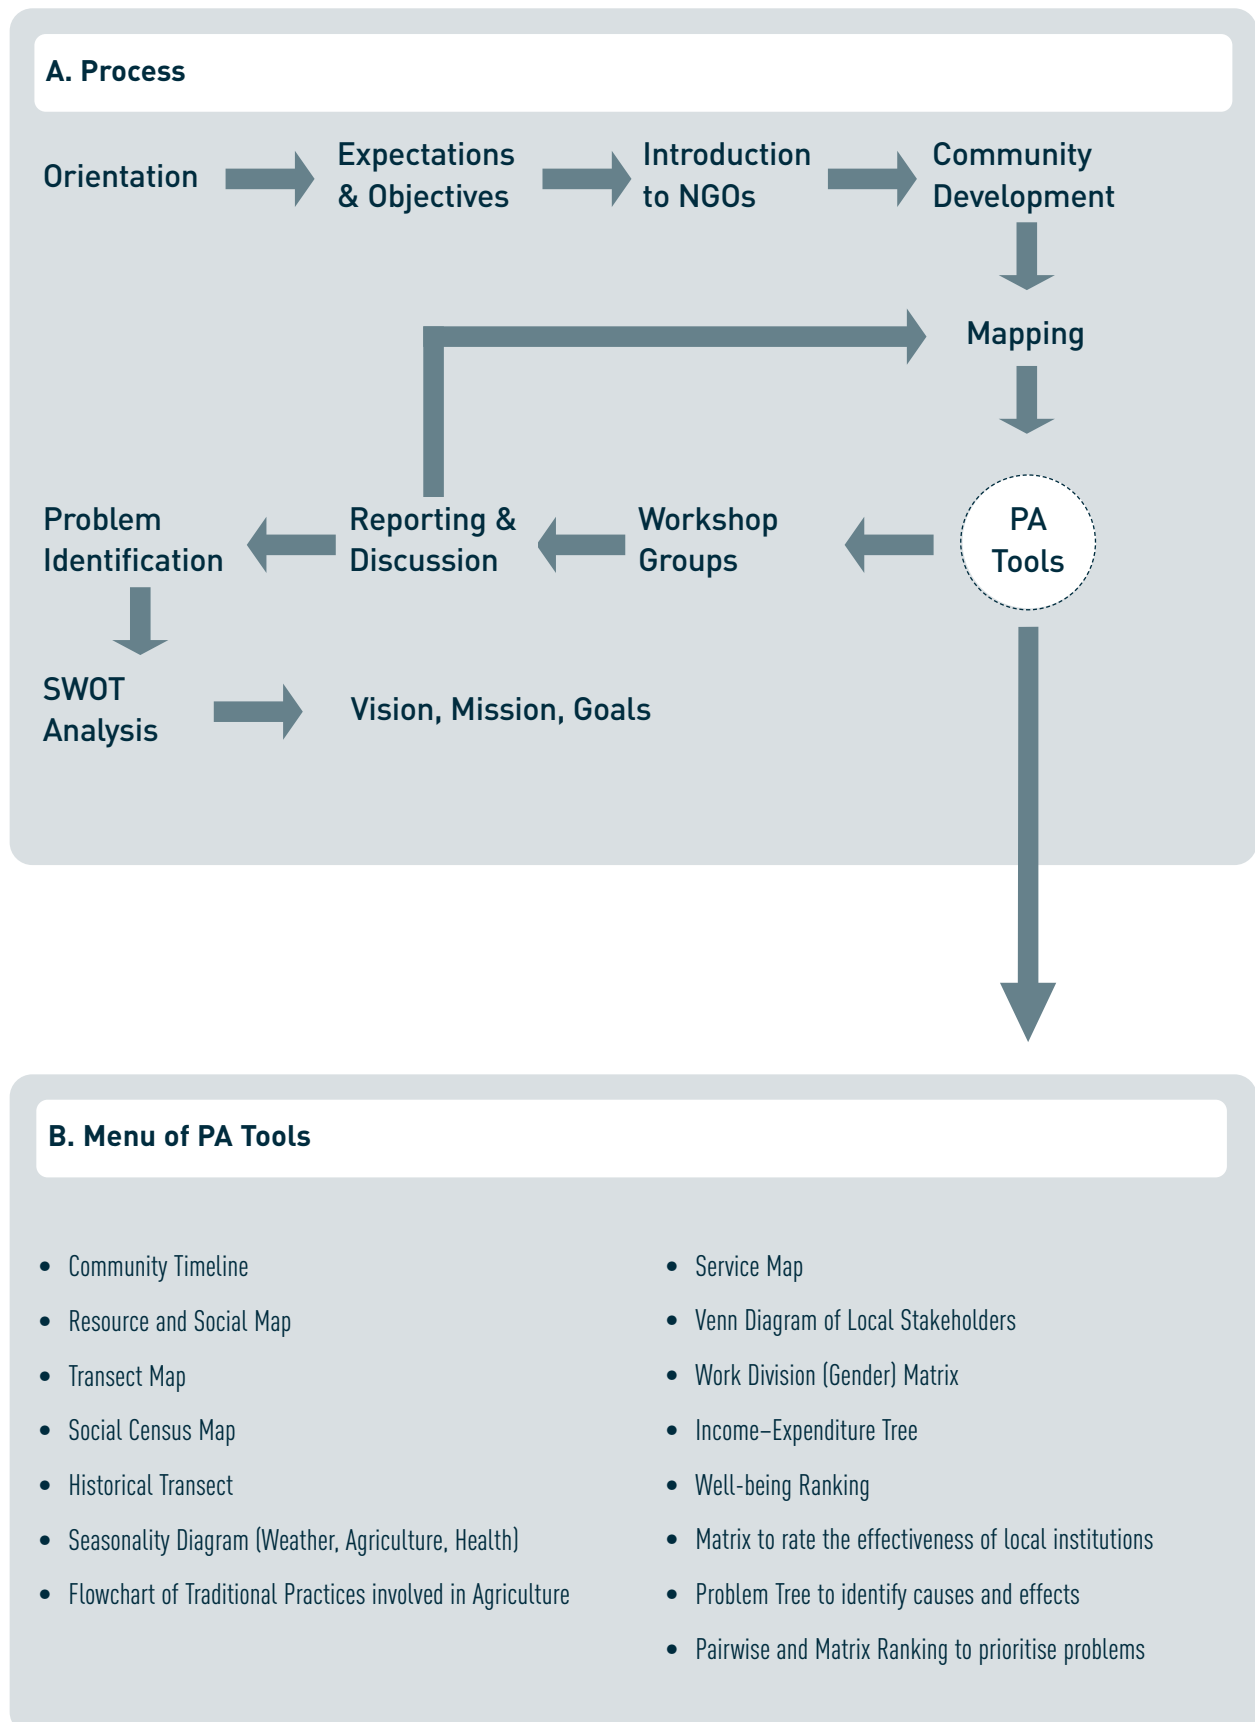 A. Process
Orientation
Expectations
& Objectives
Introduction
to NGOs
Community
Development
Mapping
PA
Tools
Workshop
Groups
Reporting &
Discussion
Problem
Identification
SWOT
Analysis
Vision, Mission, Goals
B. Menu of PA Tools
• Community Timeline
• Resource and Social Map
• Transect Map
• Social Census Map
• Historical Transect
• Seasonality Diagram (Weather, Agriculture, Health)
• Flowchart of Traditional Practices involved in Agriculture
• Service Map
• Venn Diagram of Local Stakeholders
• Work Division (Gender) Matrix
• Income–Expenditure Tree
• Well-being Ranking
• Matrix to rate the effectiveness of local institutions
• Problem Tree to identify causes and effects
• Pairwise and Matrix Ranking to prioritise problems